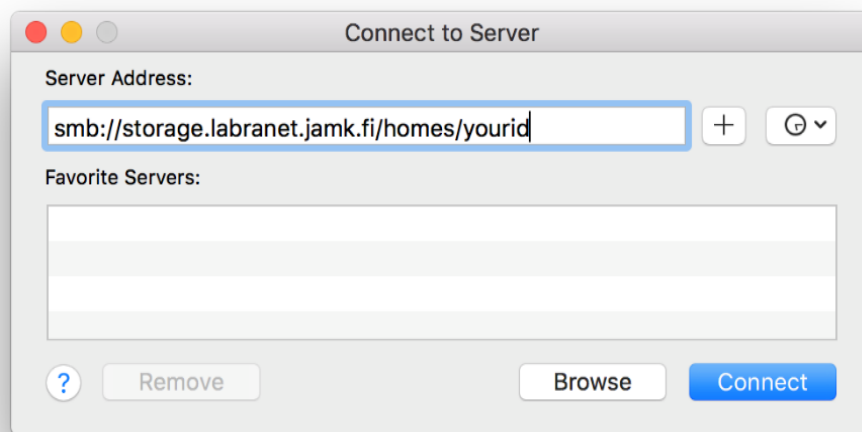 Connect to Server
Server Address:
smb://storage.labranet.jamk.fi/homes/yourid
Favorite Servers:
? Remove Browse Connect